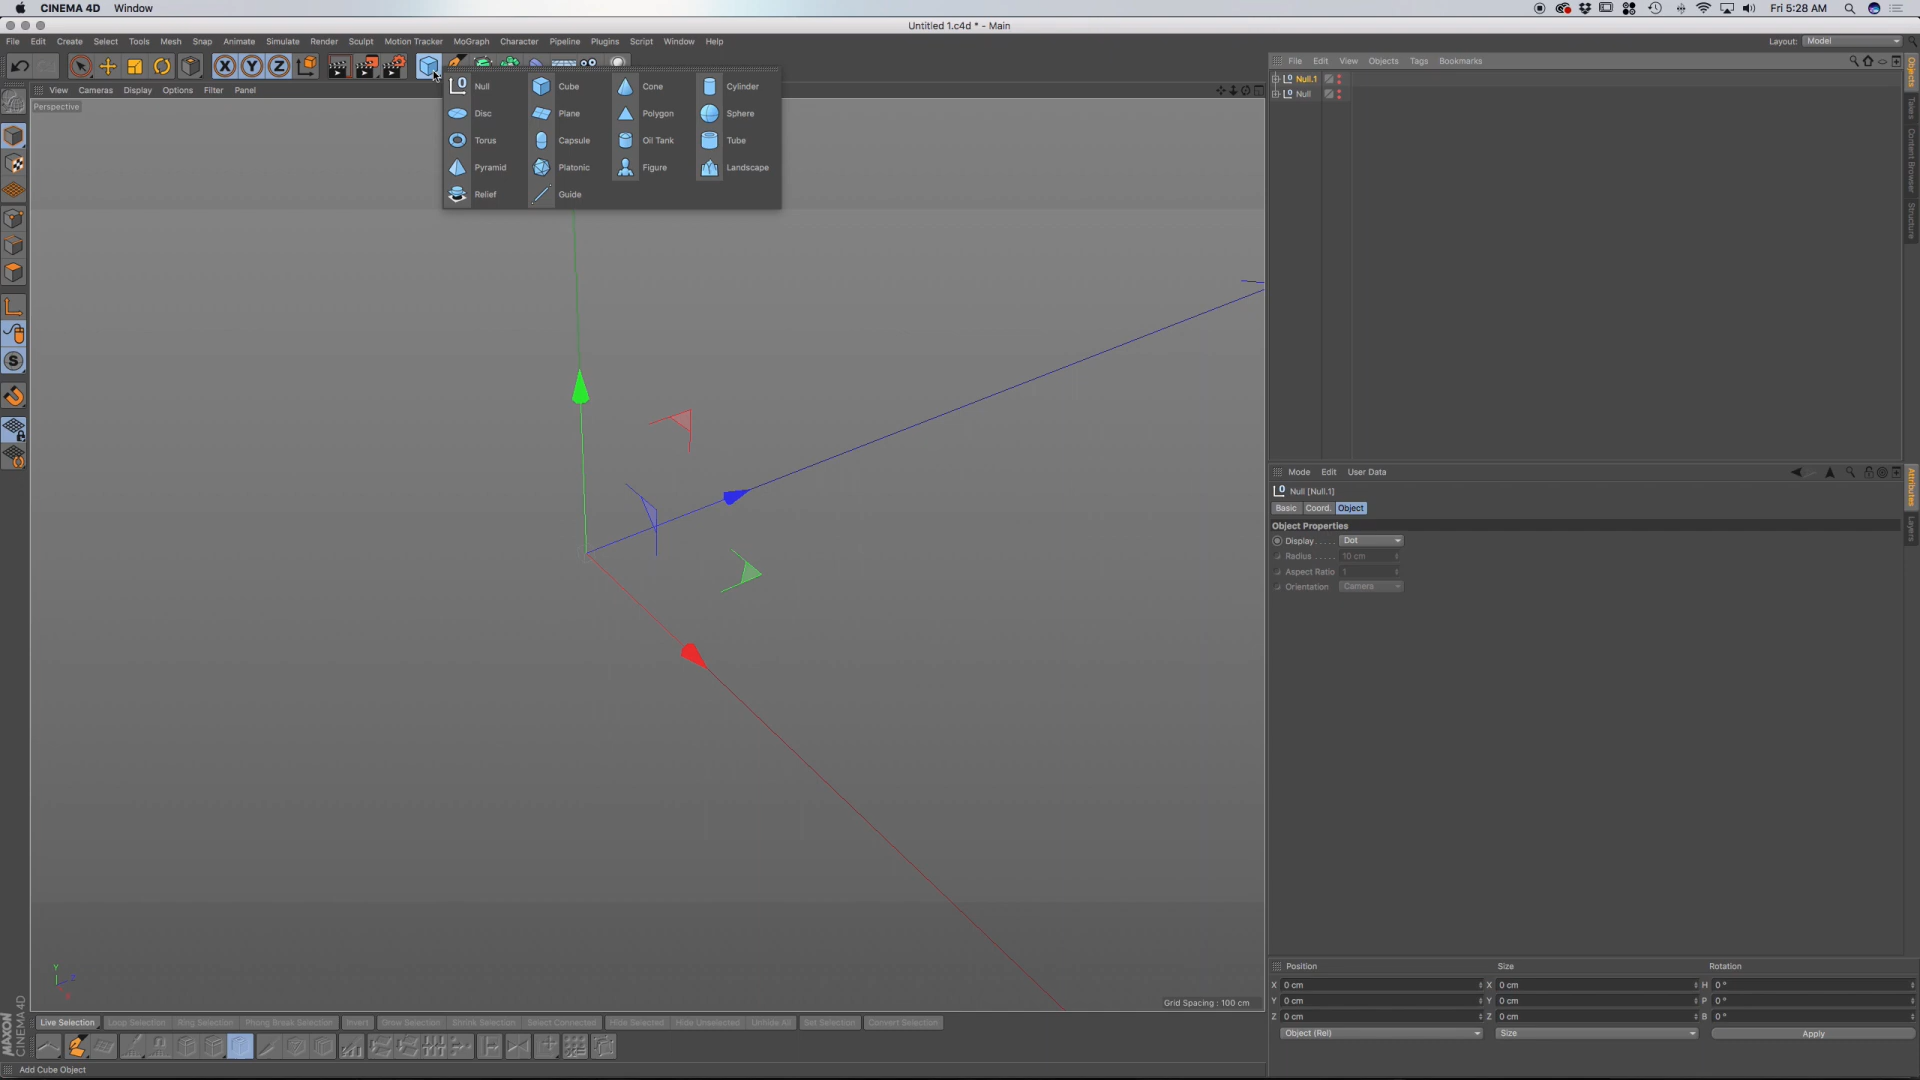 CINEMA 4D Window Fri 5:28 AM
Untitled 1.c4d * - Main
File Edit Create Select Tools Mesh Snap Animate Simulate Render Sculpt Motion Tracker MoGraph Character Pipeline Plugins Script Window Help Layout: Model
File Edit View Objects Tags Bookmarks
View Cameras Display Options Filter Panel
Perspective
Null Cube Cone Cylinder
Disc Plane Polygon Sphere
Torus Capsule Oil Tank Tube
Pyramid Platonic Figure Landscape
Relief Guide
Null.1
Null
Objects
Takes
Content Browser
Structure
Mode Edit User Data
Null [Null.1]
Basic Coord. Object
Object Properties
Display . . . . . Dot
Radius . . . . . 10 cm
Aspect Ratio 1
Orientation Camera
Attributes
Layers
Y
Z
X
Grid Spacing : 100 cm
Position Size Rotation
X 0 cm X 0 cm H 0 °
Y 0 cm Y 0 cm P 0 °
Z 0 cm Z 0 cm B 0 °
Object (Rel) Size Apply
Live Selection Loop Selection Ring Selection Phong Break Selection Invert Grow Selection Shrink Selection Select Connected Hide Selected Hide Unselected Unhide All Set Selection Convert Selection
MAXON
CINEMA 4D
Add Cube Object